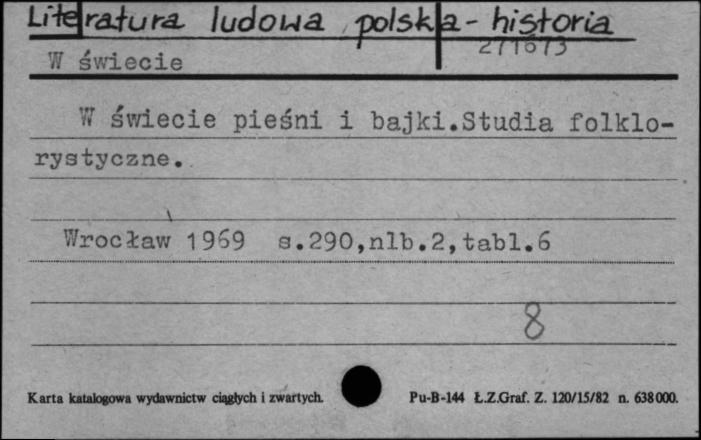 Literatura ludowa polska - historia
271673
W świecie
W świecie pieśni i bajki.Studia folklo-
rystyczne.
Wrocław 1969 s.290,nlb.2,tabl.6
8
Karta katalogowa wydawnictw ciągłych i zwartych. Pu-B-144 Ł.Z.Graf. Z. 120/15/82 n. 638000.